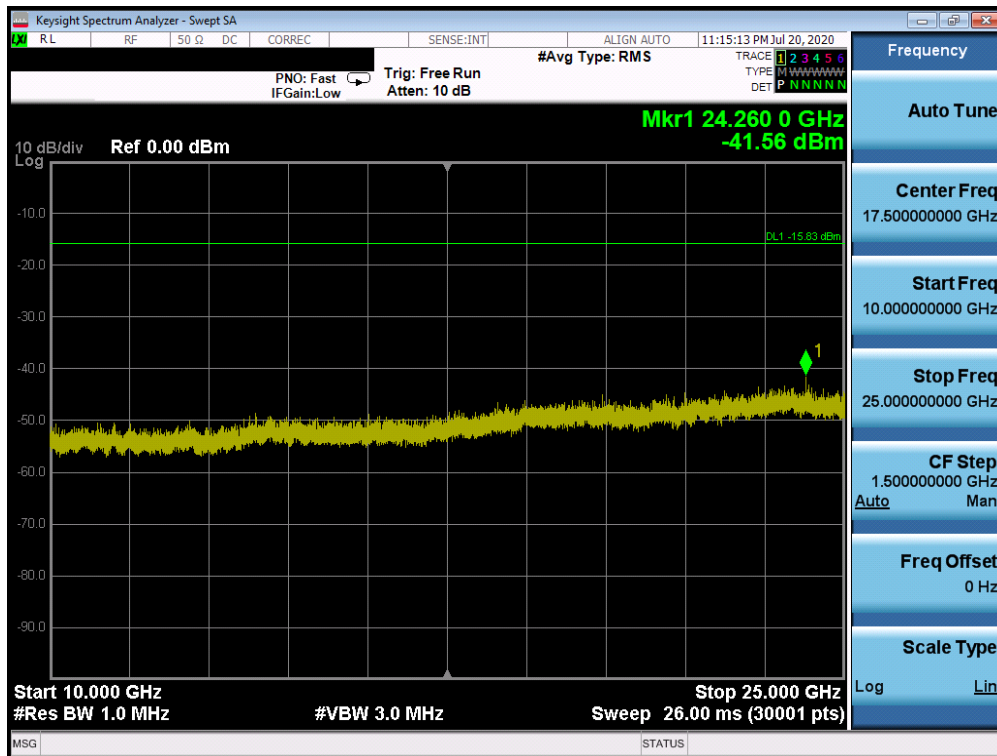 Keysight Spectrum Analyzer - Swept SA
LXI RL RF 50 Ω DC CORREC SENSE:INT ALIGN AUTO 11:15:13 PM Jul 20, 2020
#Avg Type: RMS
TRACE 1 2 3 4 5 6
PNO: Fast Trig: Free Run TYPE M WWWWW
IFGain:Low Atten: 10 dB DET P N N N N N
Mkr1 24.260 0 GHz
-41.56 dBm
10 dB/div Ref 0.00 dBm
Log
-10.0
DL1 -15.83 dBm
-20.0
-30.0
1
-40.0
-50.0
-60.0
-70.0
-80.0
-90.0
Start 10.000 GHz Stop 25.000 GHz
#Res BW 1.0 MHz #VBW 3.0 MHz Sweep 26.00 ms (30001 pts)
MSG STATUS
Frequency
Auto Tune
Center Freq
17.500000000 GHz
Start Freq
10.000000000 GHz
Stop Freq
25.000000000 GHz
CF Step
1.500000000 GHz
Auto Man
Freq Offset
0 Hz
Scale Type
Log Lin